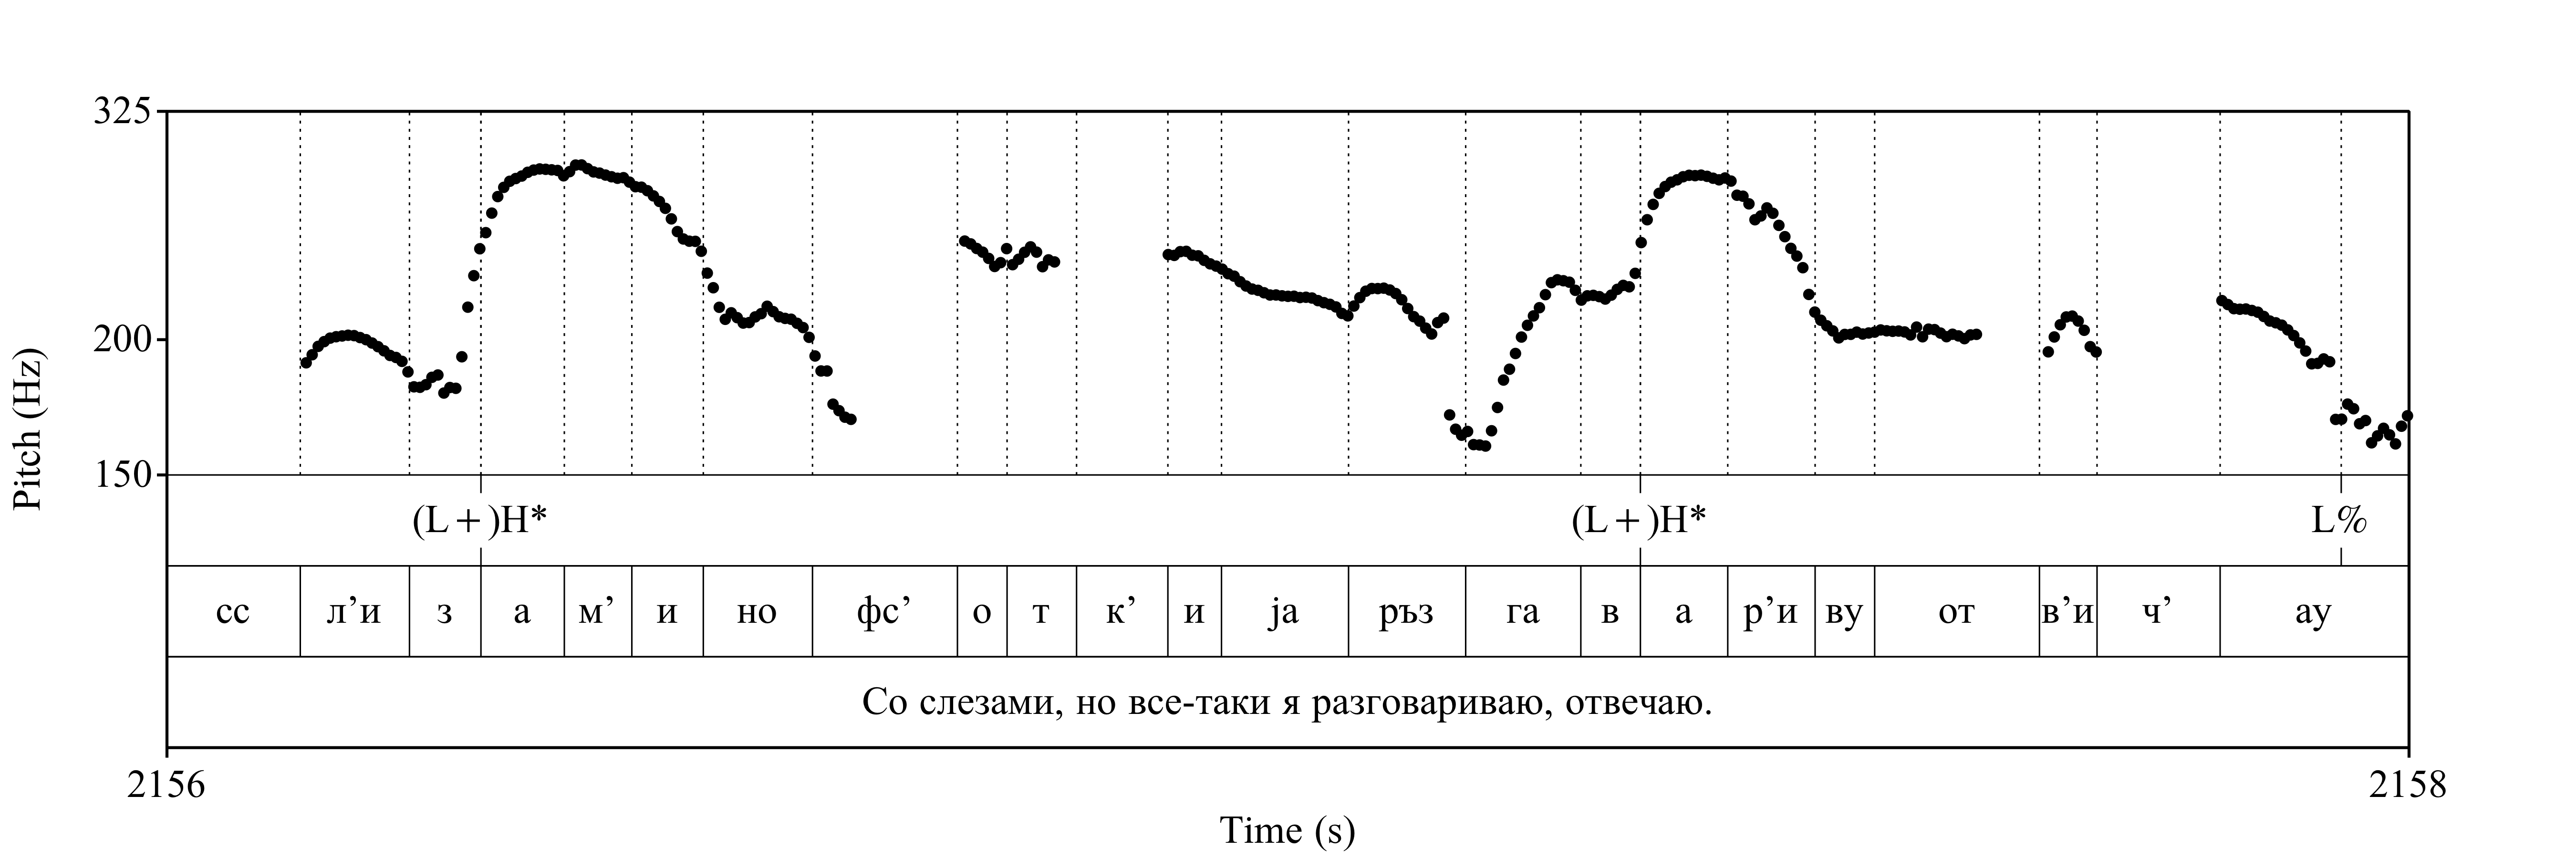 325
200
150
Pitch (Hz)
(L+)H* (L+)H* L%
сс л’и з а м’ и но фс’ о т к’ и ја ръз га в а р’и ву от в’и ч’ ау
Со слезами, но все-таки я разговариваю, отвечаю.
2156 2158
Time (s)